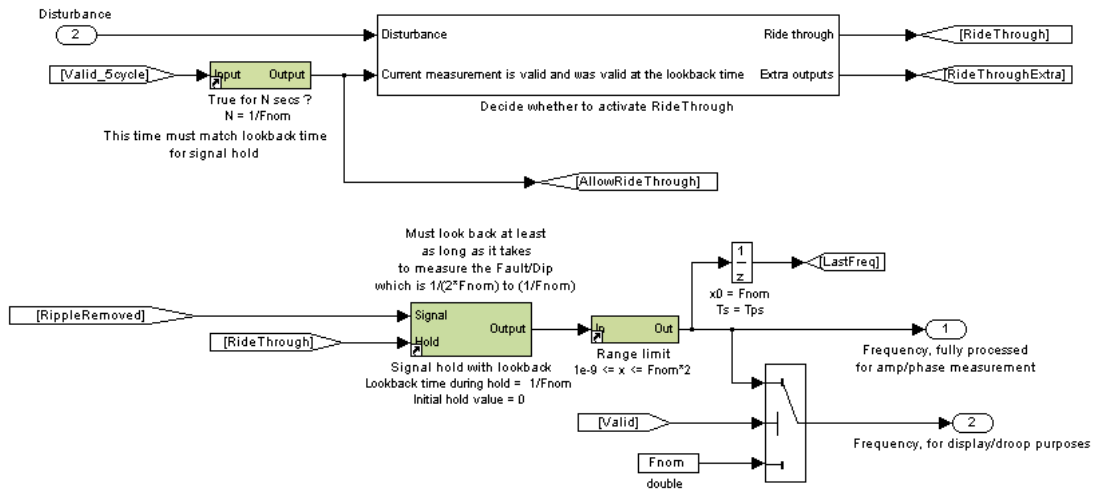 Disturbance
2
Disturbance
Ride through
[RideThrough]
[Valid_5cycle]
Input
Output
Current measurement is valid and was valid at the lookback time
Extra outputs
[RideThroughExtra]
True for N secs ?
N = 1/Fnom
Decide whether to activate RideThrough
This time must match lookback time
for signal hold
[AllowRideThrough]
Must look back at least
as long as it takes
to measure the Fault/Dip
which is 1/(2*Fnom) to (1/Fnom)
1
z
[LastFreq]
x0 = Fnom
Ts = Tps
[RippleRemoved]
Signal
Output
Hold
[RideThrough]
In
Out
1
Signal hold with lookback
Lookback time during hold = 1/Fnom
Initial hold value = 0
Range limit
1e-9 <= x <= Fnom*2
Frequency, fully processed
for amp/phase measurement
[Valid]
2
Frequency, for display/droop purposes
Fnom
double